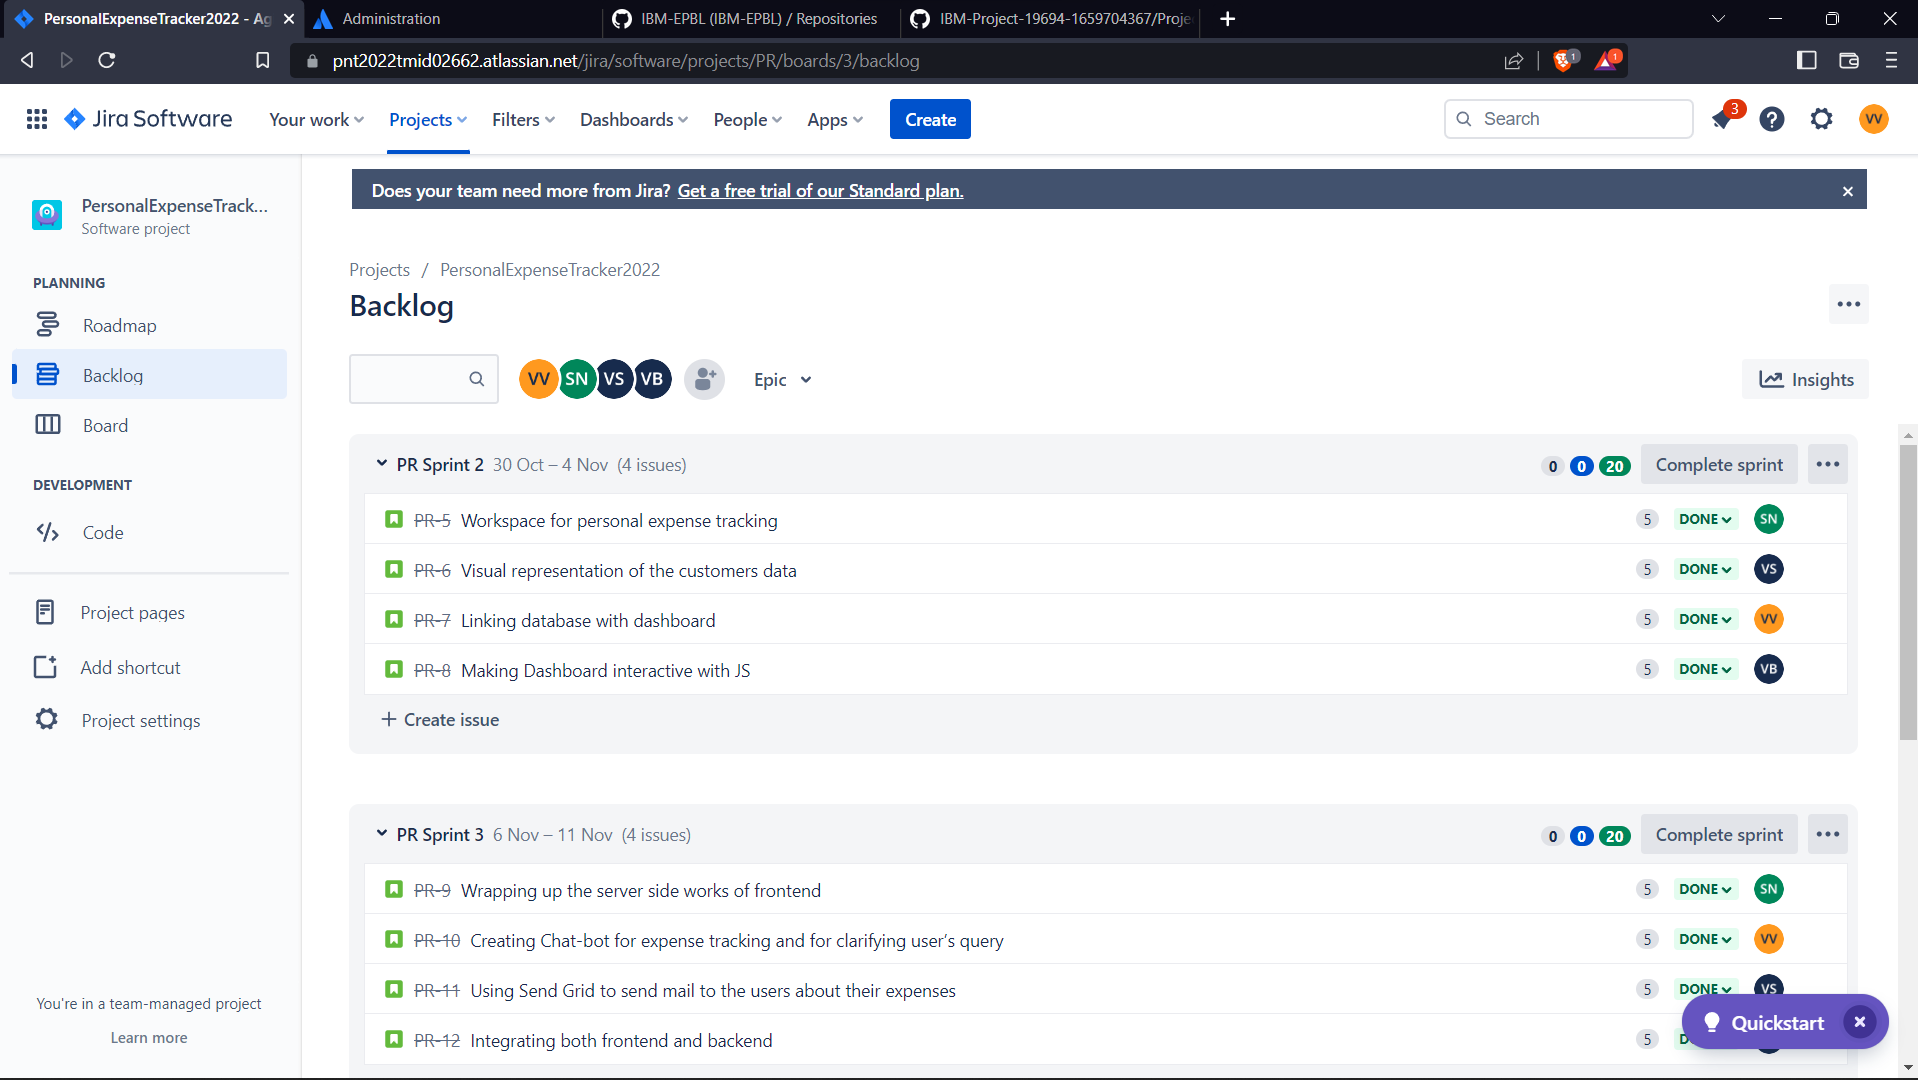 PersonalExpenseTracker2022 - Ag
Administration
IBM-EPBL (IBM-EPBL) / Repositories
IBM-Project-19694-1659704367/Proje
pnt2022tmid02662.atlassian.net/jira/software/projects/PR/boards/3/backlog
1
1
Jira Software
Your work
Projects
Filters
Dashboards
People
Apps
Create
Search
3
VV
PersonalExpenseTrack...
Software project
PLANNING
Roadmap
Backlog
Board
DEVELOPMENT
Code
Project pages
Add shortcut
Project settings
You're in a team-managed project
Learn more
Does your team need more from Jira? Get a free trial of our Standard plan.
Projects / PersonalExpenseTracker2022
Backlog
VV SN VS VB
Epic
Insights
PR Sprint 2 30 Oct – 4 Nov (4 issues)
0 0 20 Complete sprint
PR-5 Workspace for personal expense tracking 5 DONE SN
PR-6 Visual representation of the customers data 5 DONE VS
PR-7 Linking database with dashboard 5 DONE VV
PR-8 Making Dashboard interactive with JS 5 DONE VB
+ Create issue
PR Sprint 3 6 Nov – 11 Nov (4 issues)
0 0 20 Complete sprint
PR-9 Wrapping up the server side works of frontend 5 DONE SN
PR-10 Creating Chat-bot for expense tracking and for clarifying user's query 5 DONE VV
PR-11 Using Send Grid to send mail to the users about their expenses 5 DONE VS
PR-12 Integrating both frontend and backend 5
Quickstart